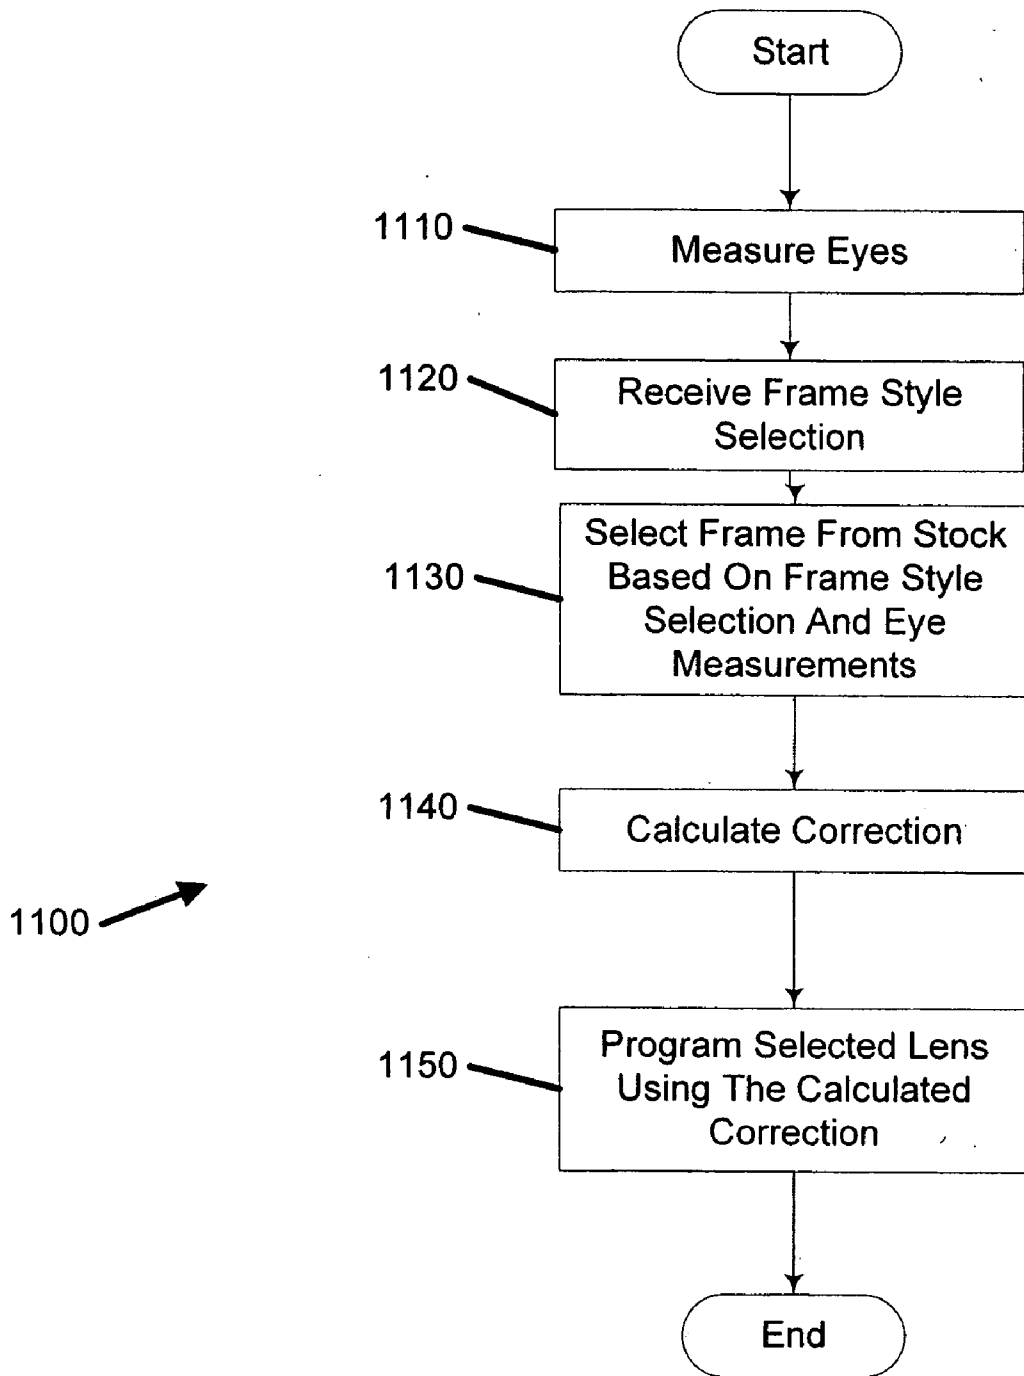 Start
1110
Measure Eyes
1120
Receive Frame Style
Selection
1130
Select Frame From Stock
Based On Frame Style
Selection And Eye
Measurements
1140
Calculate Correction
1100
1150
Program Selected Lens
Using The Calculated
Correction
End